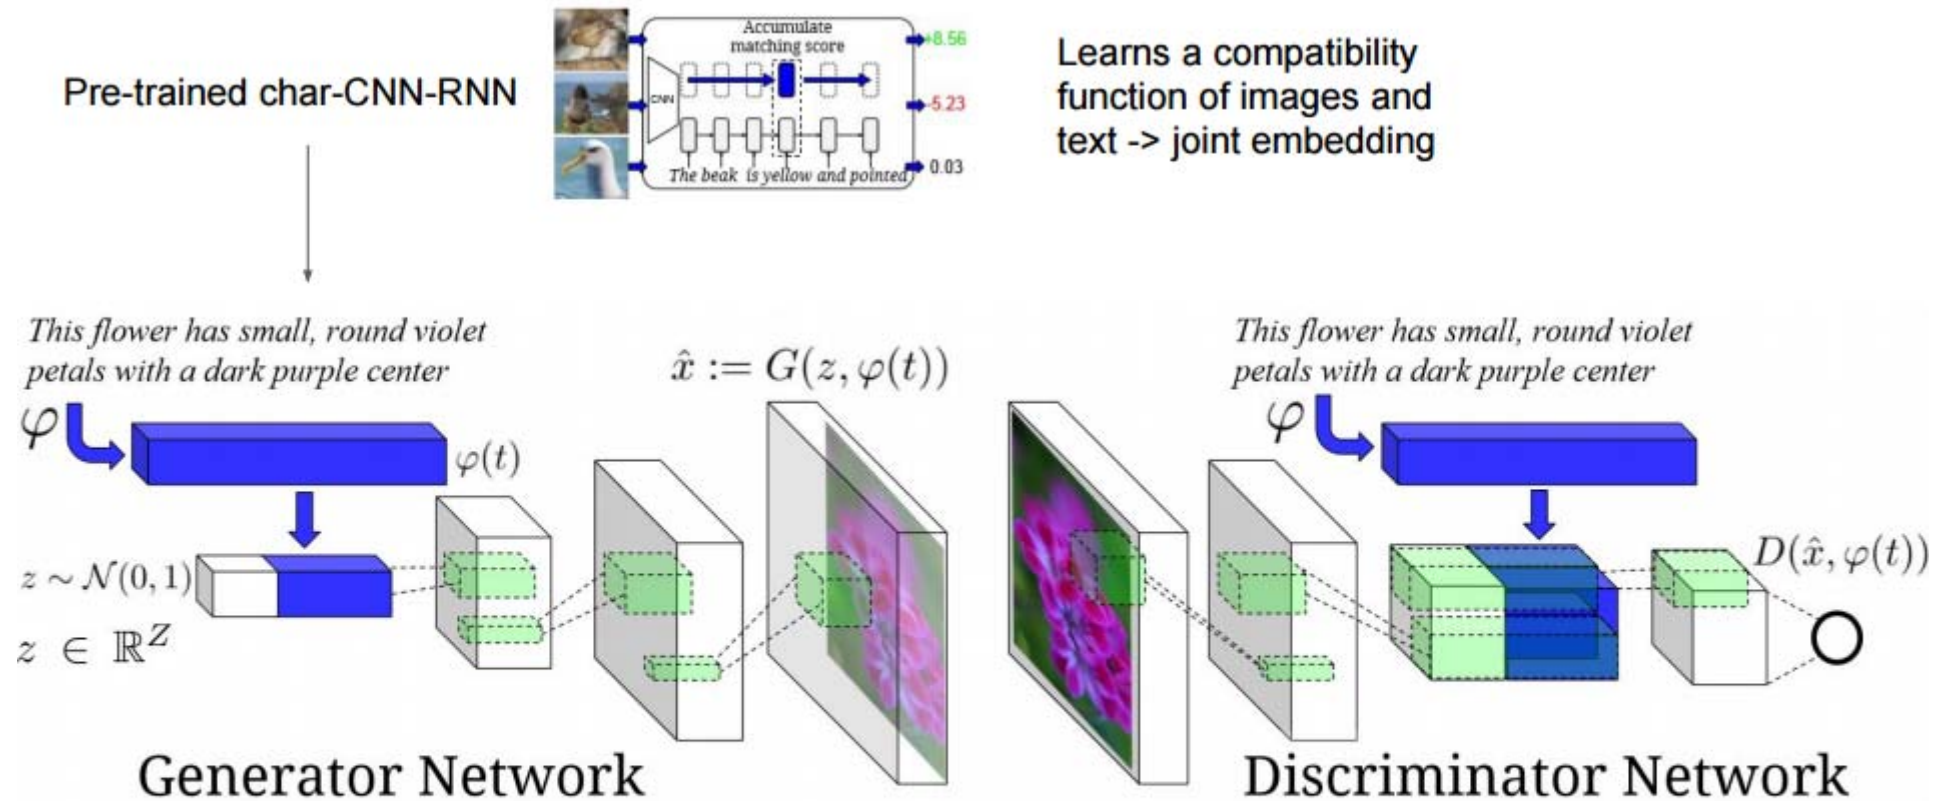 Pre-trained char-CNN-RNN
Accumulate
matching score
CNN
The beak is yellow and pointed
+8.56
-5.23
0.03
Learns a compatibility
function of images and
text -> joint embedding
This flower has small, round violet
petals with a dark purple center
φ
φ(t)
z ~ N(0, 1)
z ∈ ℝ^Z
x̂ := G(z, φ(t))
Generator Network
This flower has small, round violet
petals with a dark purple center
φ
D(x̂, φ(t))
Discriminator Network